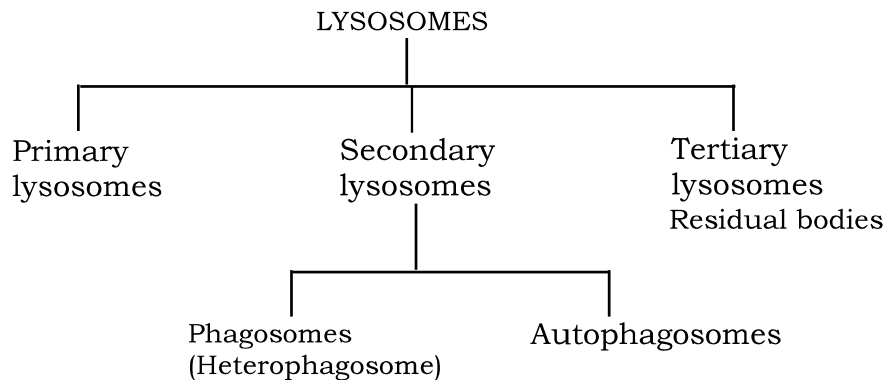 LYSOSOMES
Primary
lysosomes
Secondary
lysosomes
Tertiary
lysosomes
Residual bodies
Phagosomes
(Heterophagosome)
Autophagosomes